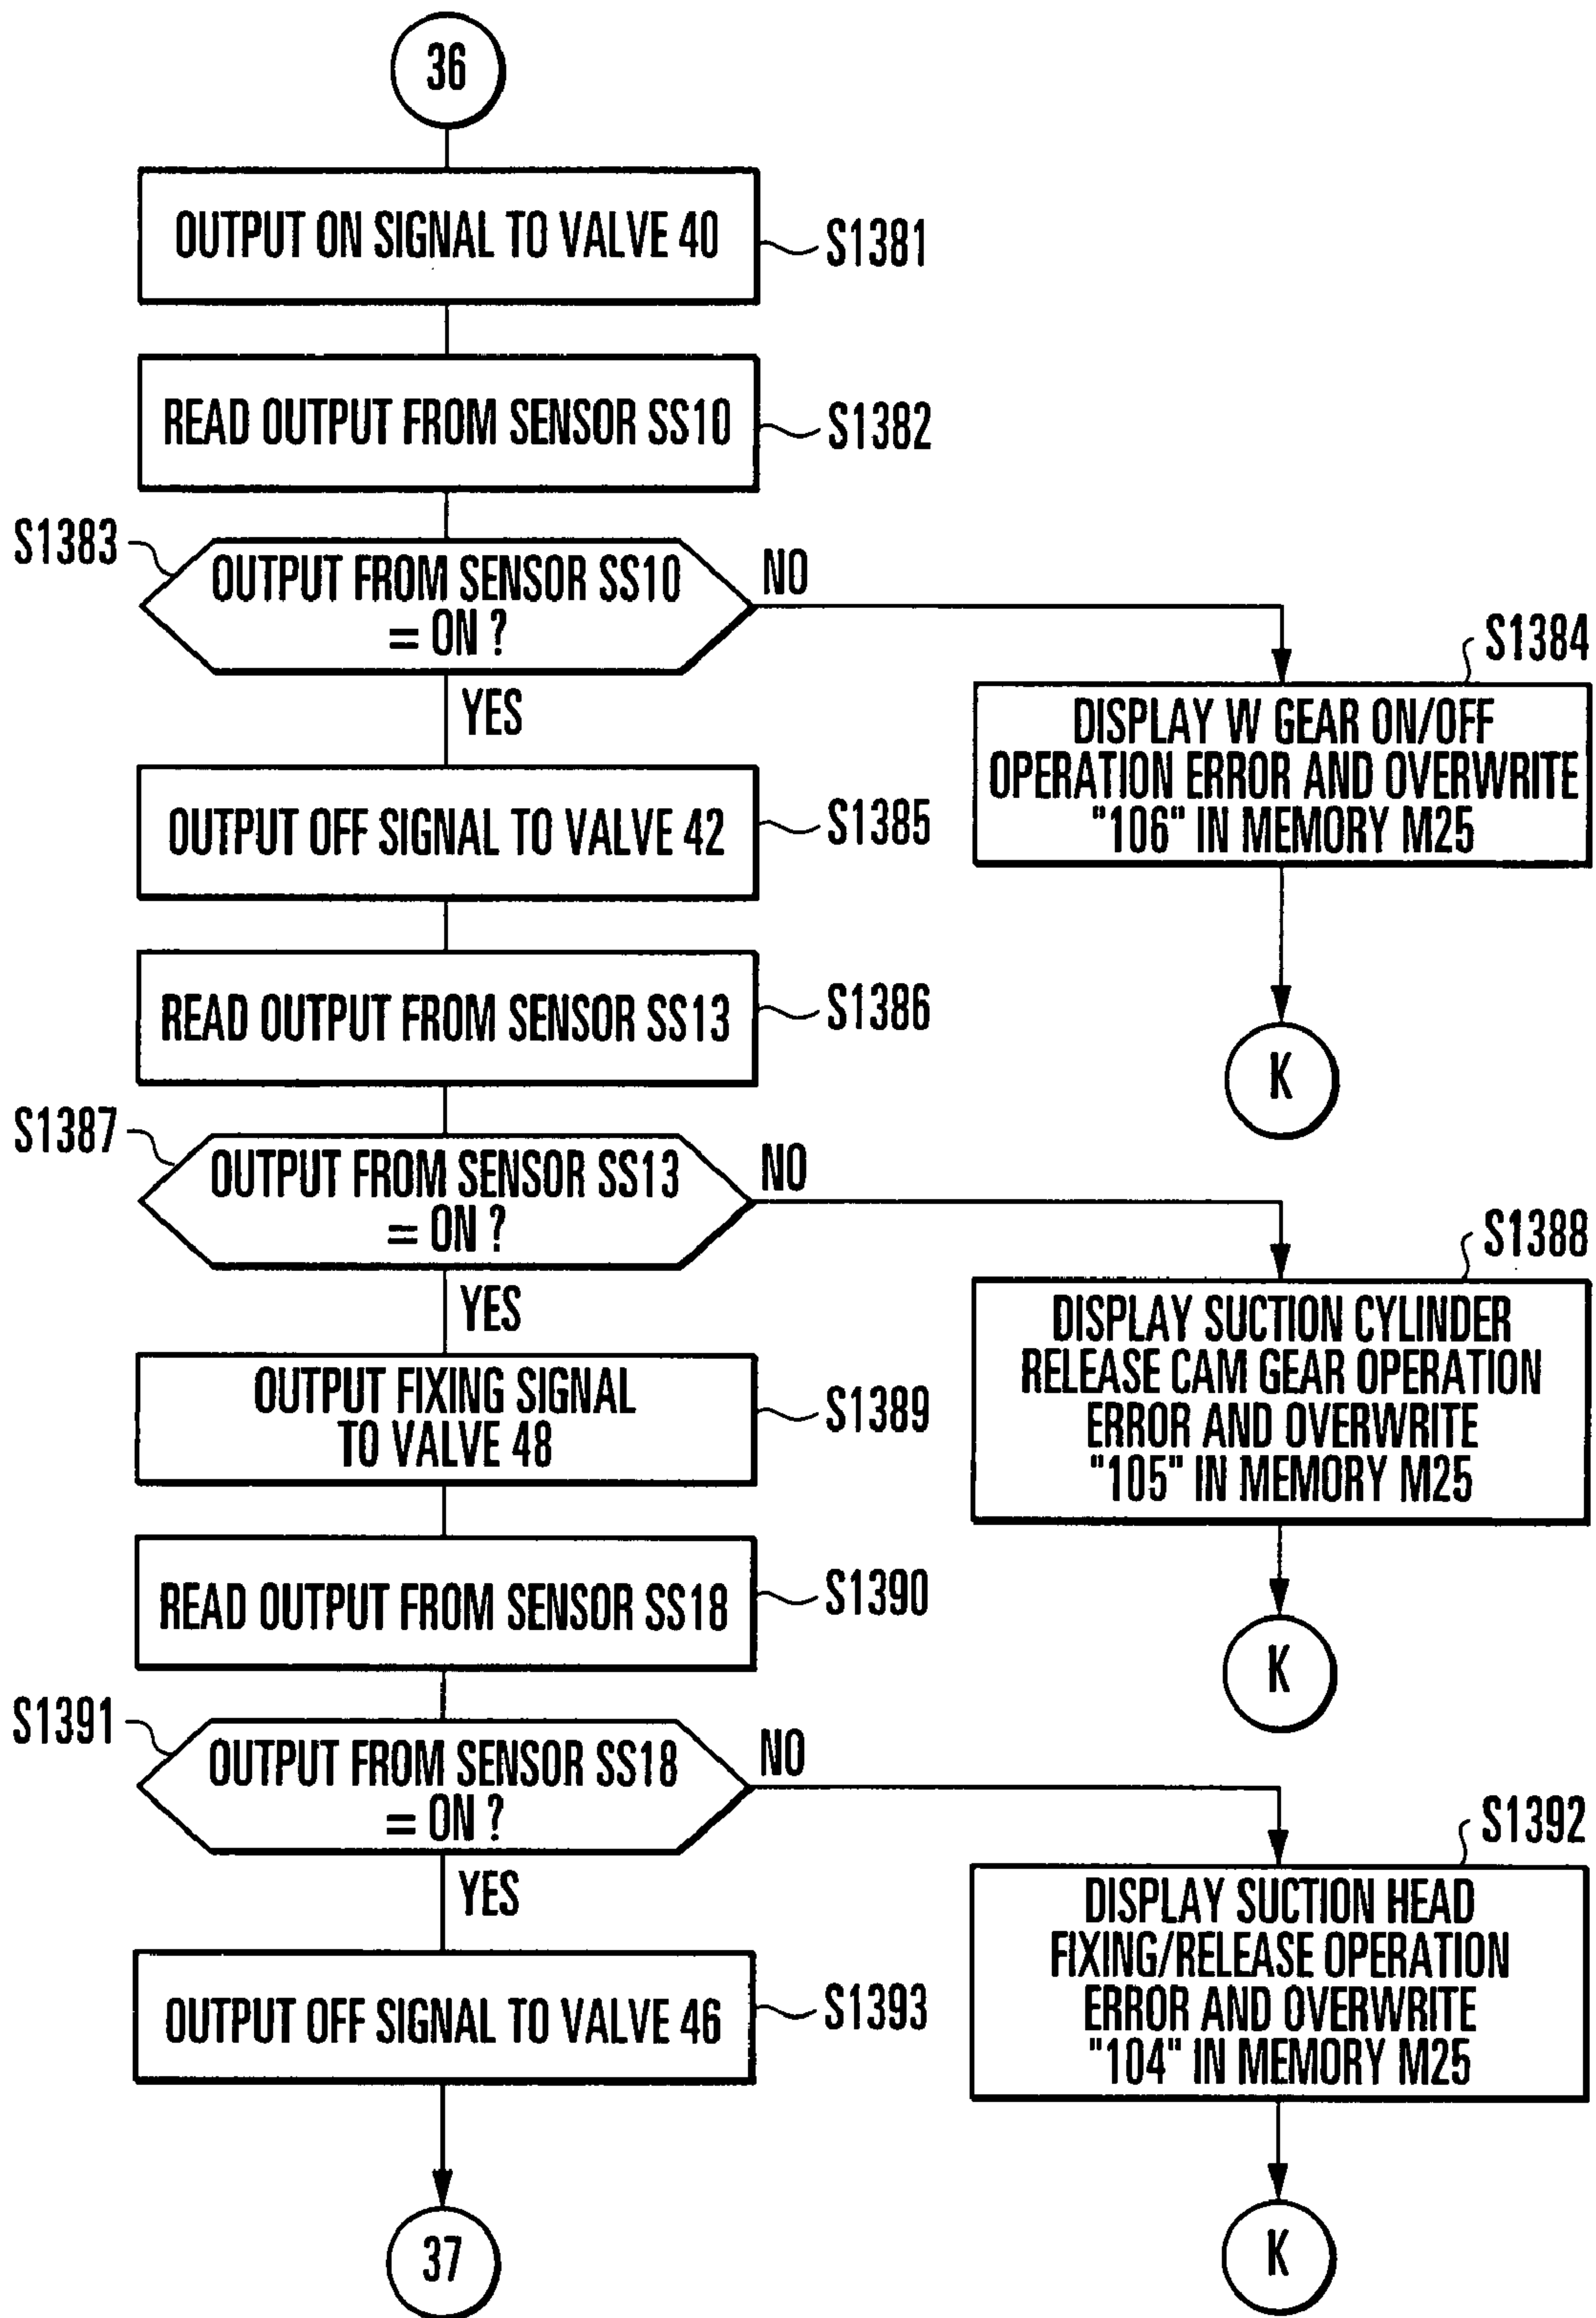 36
OUTPUT ON SIGNAL TO VALVE 40
S1381
READ OUTPUT FROM SENSOR SS10
S1382
S1383
OUTPUT FROM SENSOR SS10
= ON ?
NO
YES
S1384
DISPLAY W GEAR ON/OFF
OPERATION ERROR AND OVERWRITE
"106" IN MEMORY M25
K
OUTPUT OFF SIGNAL TO VALVE 42
S1385
READ OUTPUT FROM SENSOR SS13
S1386
S1387
OUTPUT FROM SENSOR SS13
= ON ?
NO
YES
S1388
DISPLAY SUCTION CYLINDER
RELEASE CAM GEAR OPERATION
ERROR AND OVERWRITE
"105" IN MEMORY M25
K
OUTPUT FIXING SIGNAL
TO VALVE 48
S1389
READ OUTPUT FROM SENSOR SS18
S1390
S1391
OUTPUT FROM SENSOR SS18
= ON ?
NO
YES
S1392
DISPLAY SUCTION HEAD
FIXING/RELEASE OPERATION
ERROR AND OVERWRITE
"104" IN MEMORY M25
K
OUTPUT OFF SIGNAL TO VALVE 46
S1393
37